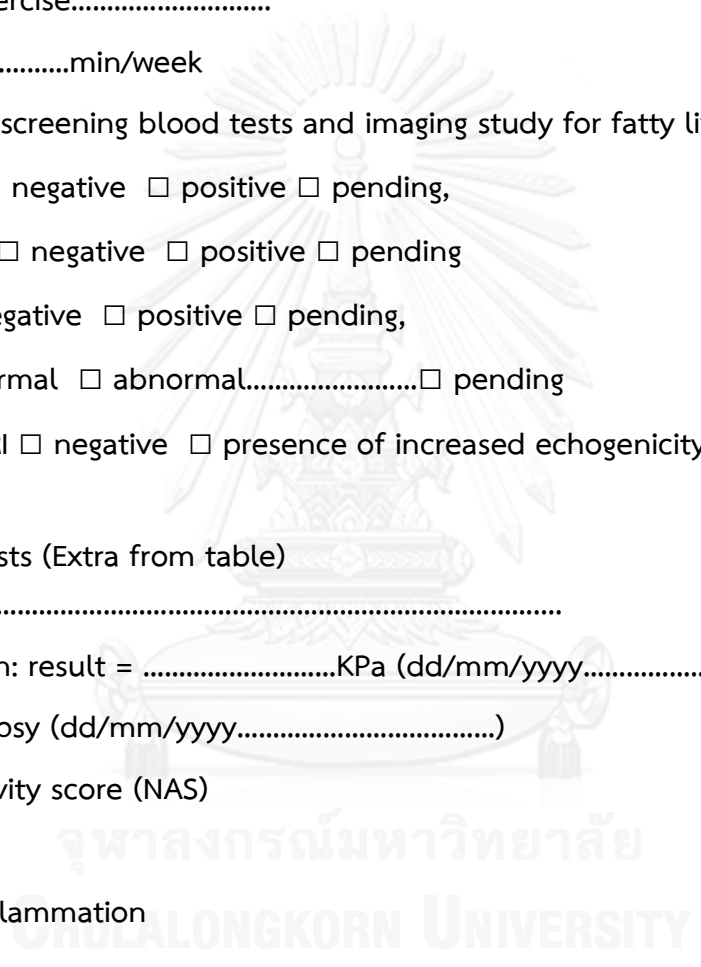 ercise...........................
..........min/week
screening blood tests and imaging study for fatty li
negative ☐ positive ☐ pending,
☐ negative ☐ positive ☐ pending
egative ☐ positive ☐ pending,
rmal ☐ abnormal........................☐ pending
☐ negative ☐ presence of increased echogenicity
sts (Extra from table)
................................................................................
n: result = ...........................KPa (dd/mm/yyyy.................
osy (dd/mm/yyyy....................................)
vity score (NAS)
จุฬาลงกรณ์มหาวิทยาลัย
lammation
CHULALONGKORN UNIVERSITY